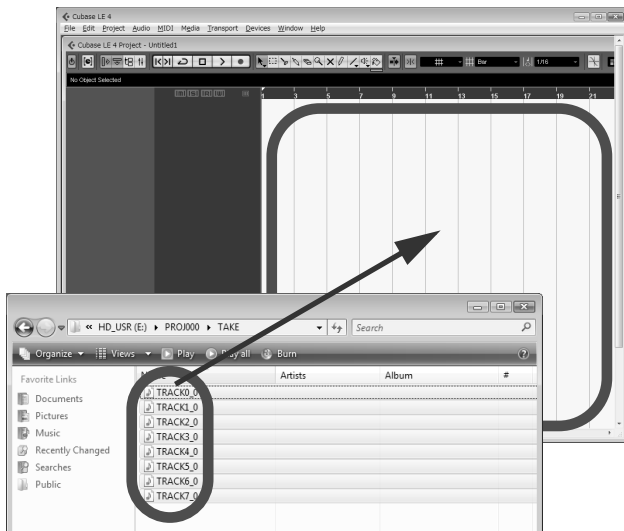 Cubase LE 4
File Edit Project Audio MIDI Media Transport Devices Window Help
Cubase LE 4 Project - Untitled1
Bar 1/16
No Object Selected
1 3 5 7 9 11 13 15 17 19 21
« HD_USR (E:) PROJ000 TAKE Search
Organize Views Play Play all Burn
Favorite Links Artists Album #
Documents TRACK0_0
Pictures TRACK1_0
Music TRACK2_0
Recently Changed TRACK3_0
Searches TRACK4_0
Public TRACK5_0
TRACK6_0
TRACK7_0